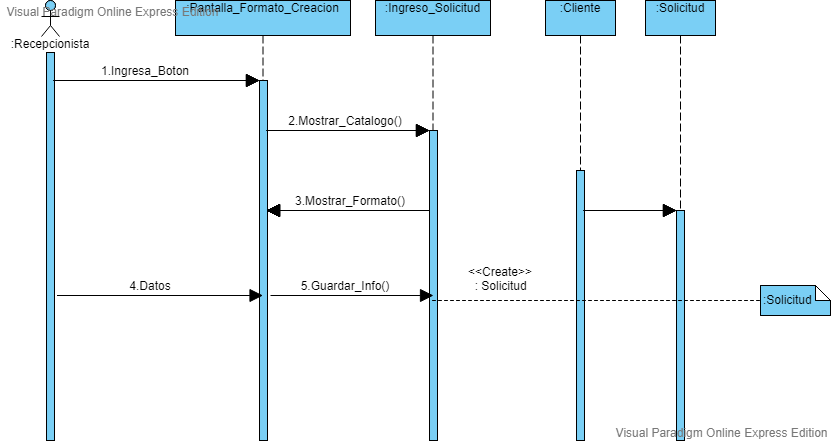 Visual Paradigm Online Express Edition
:Pantalla_Formato_Creacion
:Ingreso_Solicitud
:Cliente
:Solicitud
:Recepcionista
1.Ingresa_Boton
2.Mostrar_Catalogo()
3.Mostrar_Formato()
<<Create>>
: Solicitud
4.Datos
5.Guardar_Info()
:Solicitud
Visual Paradigm Online Express Edition